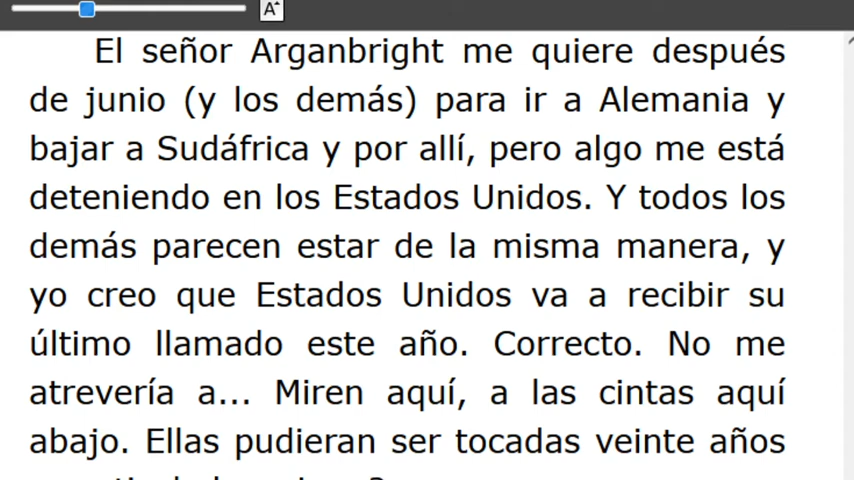 A
El señor Arganbright me quiere después
de junio (y los demás) para ir a Alemania y
bajar a Sudáfrica y por allí, pero algo me está
deteniendo en los Estados Unidos. Y todos los
demás parecen estar de la misma manera, y
yo creo que Estados Unidos va a recibir su
último llamado este año. Correcto. No me
atrevería a... Miren aquí, a las cintas aquí
abajo. Ellas pudieran ser tocadas veinte años